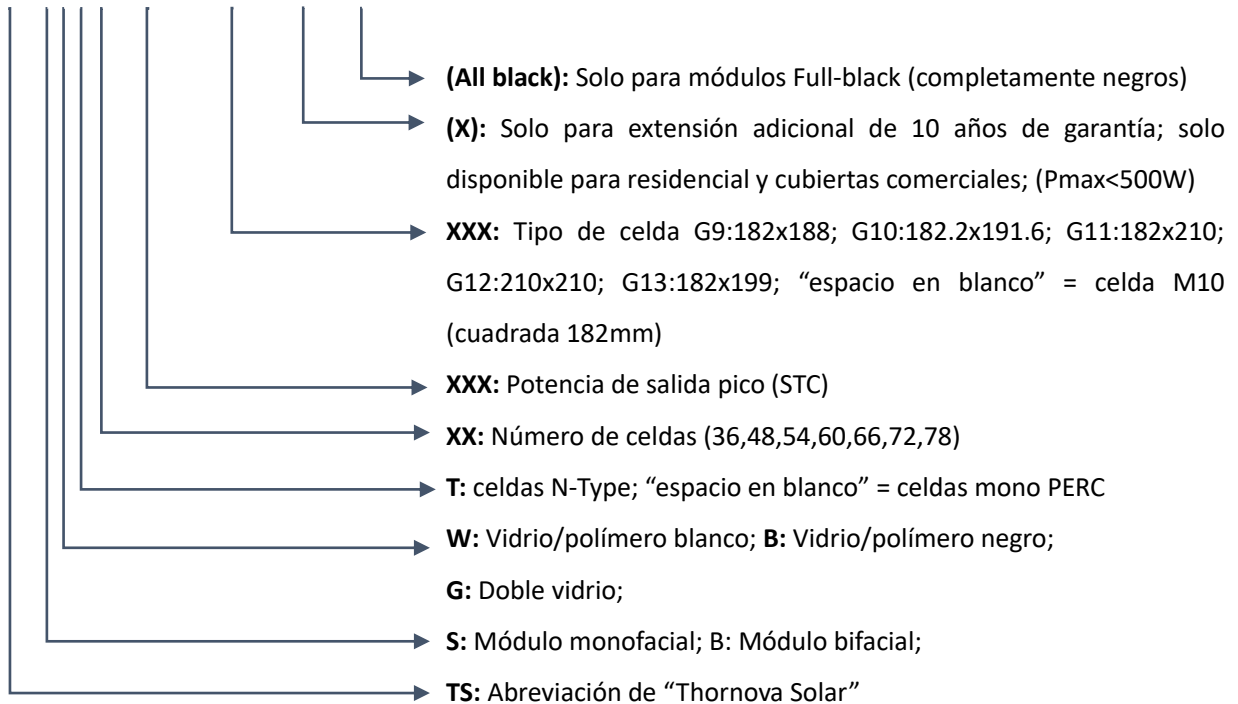 (All black): Solo para módulos Full-black (completamente negros)
(X): Solo para extensión adicional de 10 años de garantía; solo
disponible para residencial y cubiertas comerciales; (Pmax<500W)
XXX: Tipo de celda G9:182x188; G10:182.2x191.6; G11:182x210;
G12:210x210; G13:182x199; “espacio en blanco” = celda M10
(cuadrada 182mm)
XXX: Potencia de salida pico (STC)
XX: Número de celdas (36,48,54,60,66,72,78)
T: celdas N-Type; “espacio en blanco” = celdas mono PERC
W: Vidrio/polímero blanco; B: Vidrio/polímero negro;
G: Doble vidrio;
S: Módulo monofacial; B: Módulo bifacial;
TS: Abreviación de “Thornova Solar”